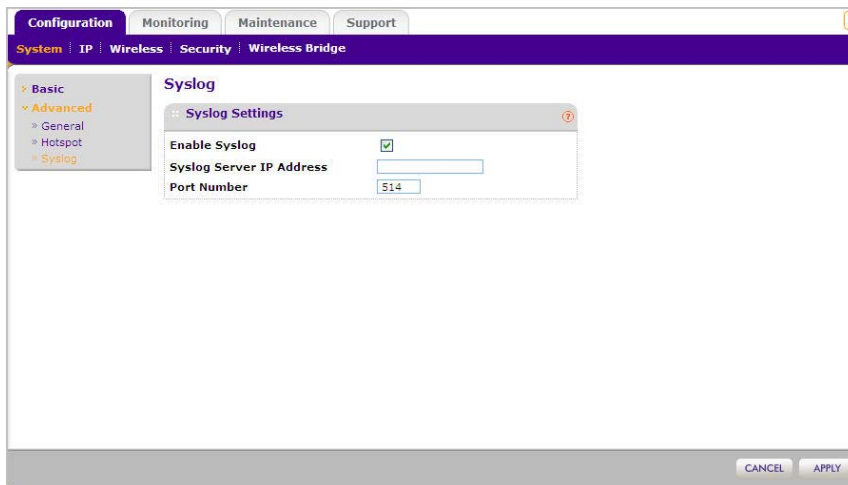 Configuration Monitoring Maintenance Support
System IP Wireless Security Wireless Bridge
Basic
Advanced
General
Hotspot
Syslog
Syslog
Syslog Settings ?
Enable Syslog
Syslog Server IP Address
Port Number 514
CANCEL APPLY